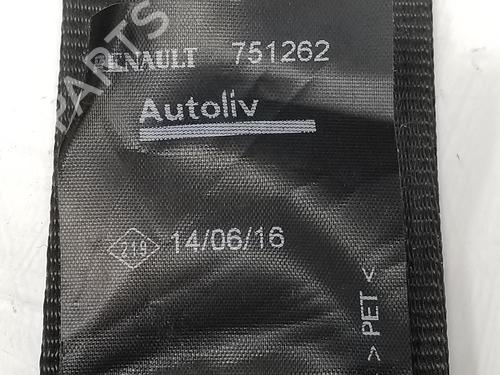 RENAULT 751262
Autoliv
219 14/06/16
> PET <
PARTS